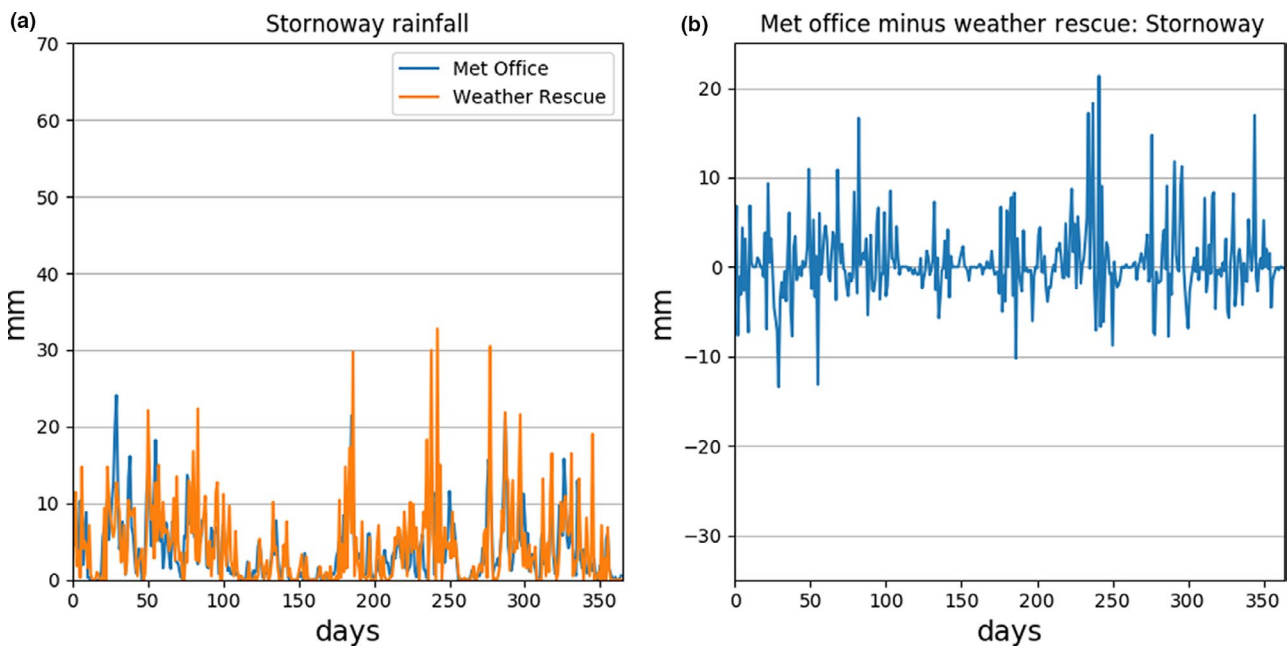 (a)
Stornoway rainfall
70
60
50
40
30
20
10
0
mm
Met Office
Weather Rescue
0 50 100 150 200 250 300 350
days
(b)
Met office minus weather rescue: Stornoway
20
10
0
−10
−20
−30
mm
0 50 100 150 200 250 300 350
days